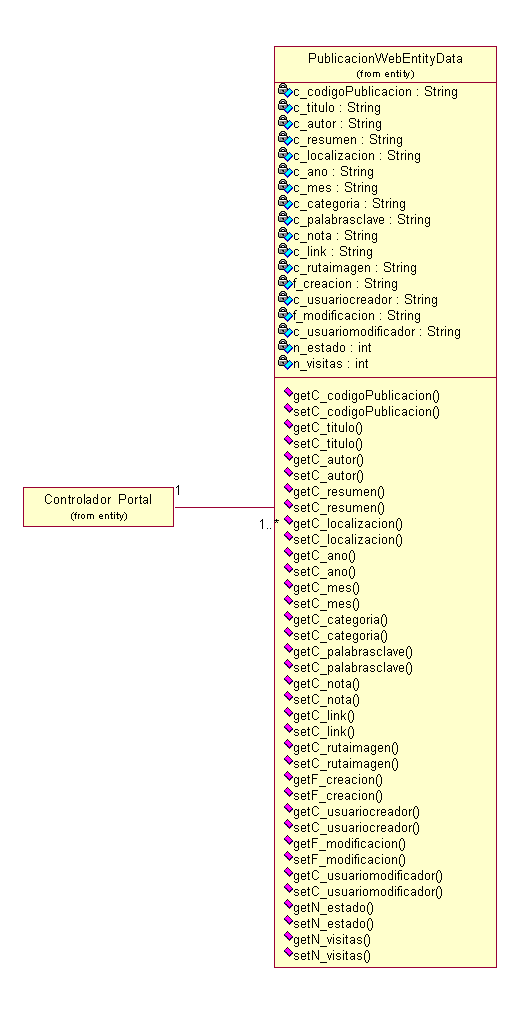 PublicacionWebEntityData
(from entity)
c_codigoPublicacion : String
c_titulo : String
c_autor : String
c_resumen : String
c_localizacion : String
c_ano : String
c_mes : String
c_categoria : String
c_palabrasclave : String
c_nota : String
c_link : String
c_rutaimagen : String
f_creacion : String
c_usuariocreador : String
f_modificacion : String
c_usuariomodificador : String
n_estado : int
n_visitas : int
getC_codigoPublicacion()
setC_codigoPublicacion()
getC_titulo()
setC_titulo()
getC_autor()
setC_autor()
getC_resumen()
setC_resumen()
getC_localizacion()
setC_localizacion()
getC_ano()
setC_ano()
getC_mes()
setC_mes()
getC_categoria()
setC_categoria()
getC_palabrasclave()
setC_palabrasclave()
getC_nota()
setC_nota()
getC_link()
setC_link()
getC_rutaimagen()
setC_rutaimagen()
getF_creacion()
setF_creacion()
getC_usuariocreador()
setC_usuariocreador()
getF_modificacion()
setF_modificacion()
getC_usuariomodificador()
setC_usuariomodificador()
getN_estado()
setN_estado()
getN_visitas()
setN_visitas()
Controlador Portal
(from entity)
1
1..*